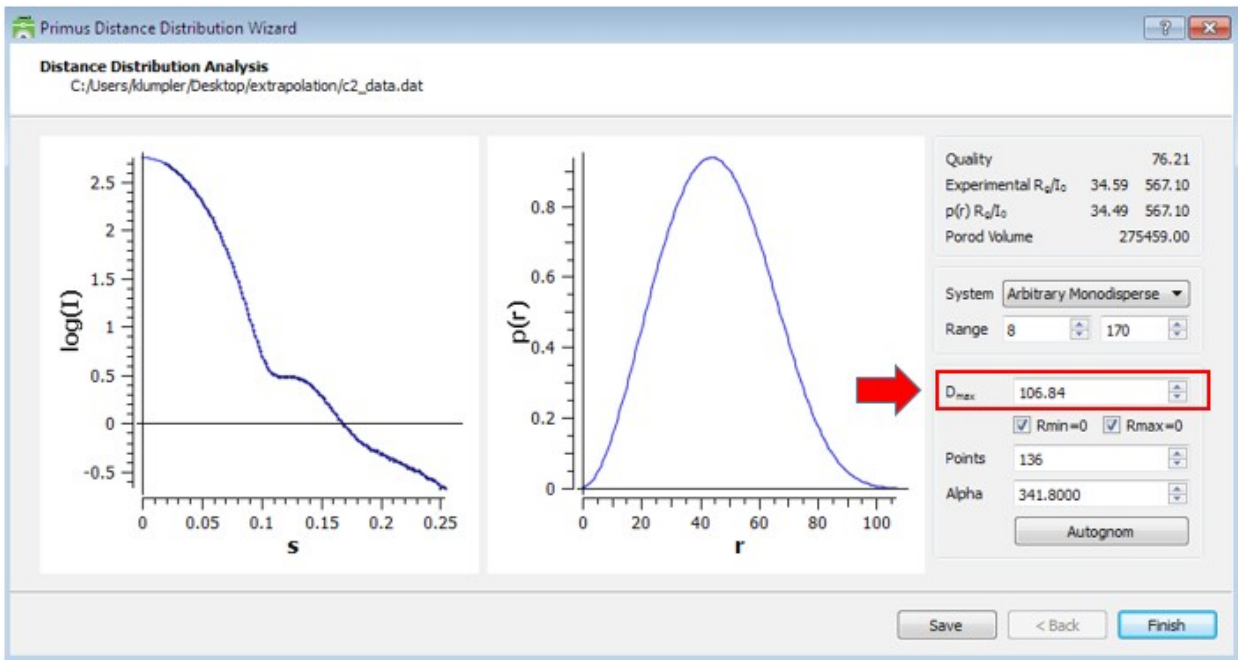 Primus Distance Distribution Wizard
Distance Distribution Analysis
C:/Users/klumpler/Desktop/extrapolation/c2_data.dat
log(I)
2.5
2
1.5
1
0.5
0
-0.5
0 0.05 0.1 0.15 0.2 0.25
s
p(r)
0.8
0.6
0.4
0.2
0
0 20 40 60 80 100
r
Quality 76.21
Experimental Rg/I0 34.59 567.10
p(r) Rg/I0 34.49 567.10
Porod Volume 275459.00
System Arbitrary Monodisperse
Range 8 170
Dmax 106.84
Rmin=0 Rmax=0
Points 136
Alpha 341.8000
Autognom
Save < Back Finish